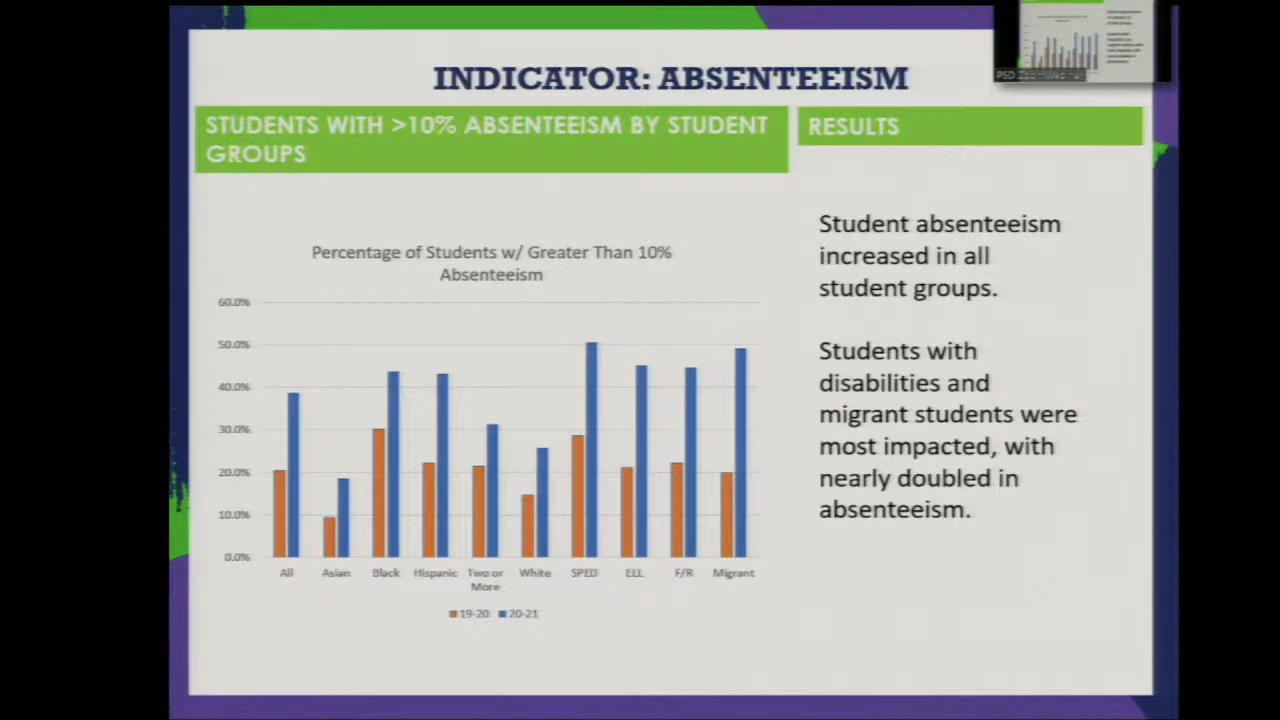 INDICATOR: ABSENTEEISM
STUDENTS WITH >10% ABSENTEEISM BY STUDENT
GROUPS
RESULTS
Percentage of Students w/ Greater Than 10%
Absenteeism
60.0%
50.0%
40.0%
30.0%
20.0%
10.0%
0.0%
All Asian Black Hispanic Two or White SPED ELL F/R Migrant
More
19-20 20-21
Student absenteeism
increased in all
student groups.
Students with
disabilities and
migrant students were
most impacted, with
nearly doubled in
absenteeism.
PSD Zoom Webinar